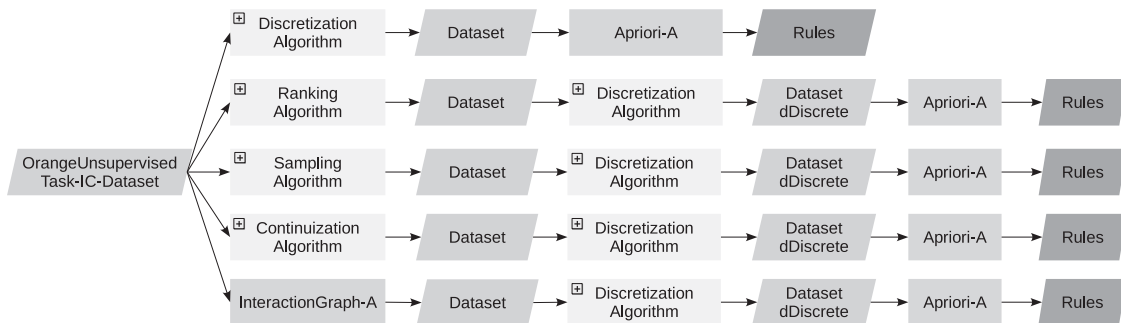 Discretization
Algorithm
Dataset
Apriori-A
Rules
Ranking
Algorithm
Dataset
Discretization
Algorithm
Dataset
dDiscrete
Apriori-A
Rules
OrangeUnsupervised
Task-IC-Dataset
Sampling
Algorithm
Dataset
Discretization
Algorithm
Dataset
dDiscrete
Apriori-A
Rules
Continuization
Algorithm
Dataset
Discretization
Algorithm
Dataset
dDiscrete
Apriori-A
Rules
InteractionGraph-A
Dataset
Discretization
Algorithm
Dataset
dDiscrete
Apriori-A
Rules